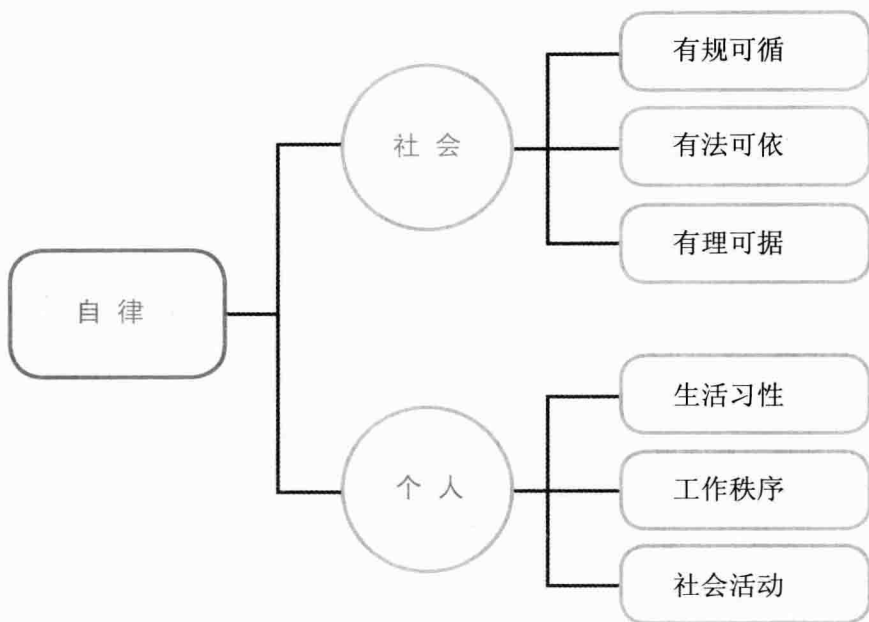 自律
社会
有规可循
有法可依
有理可据
个人
生活习性
工作秩序
社会活动